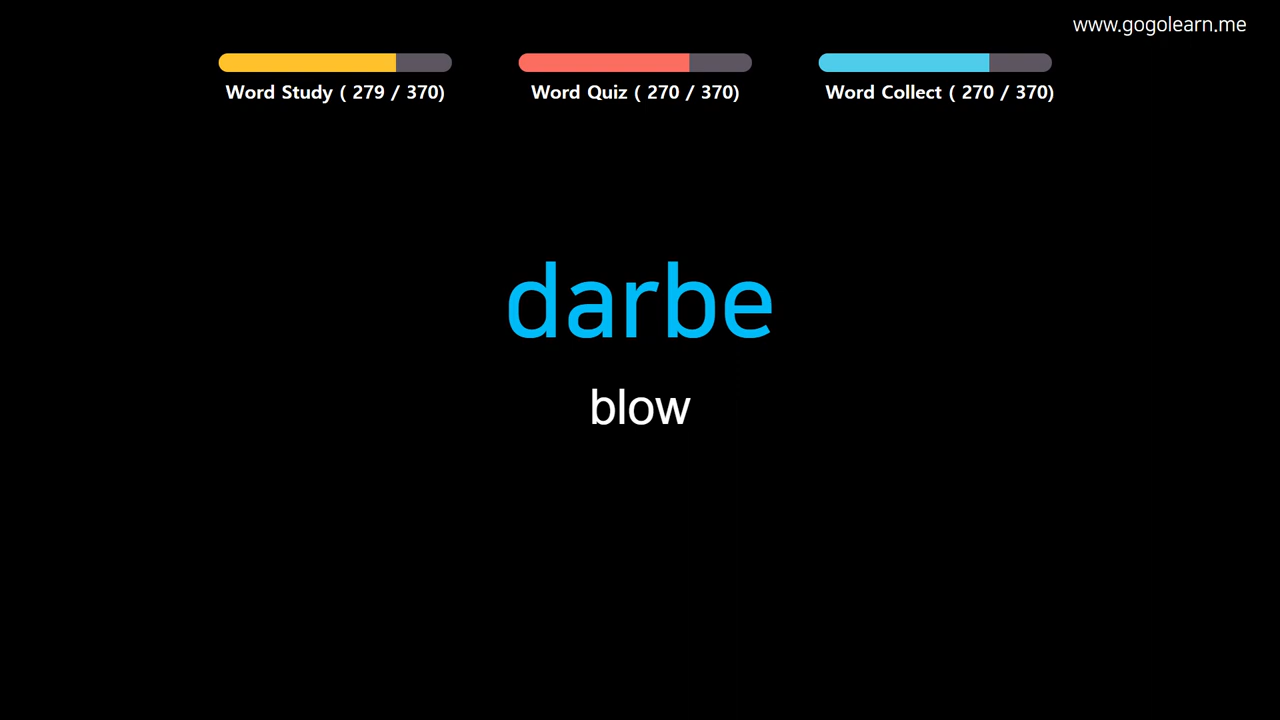 www.gogolearn.me
Word Study ( 279 / 370)
Word Quiz ( 270 / 370)
Word Collect ( 270 / 370)
darbe
blow